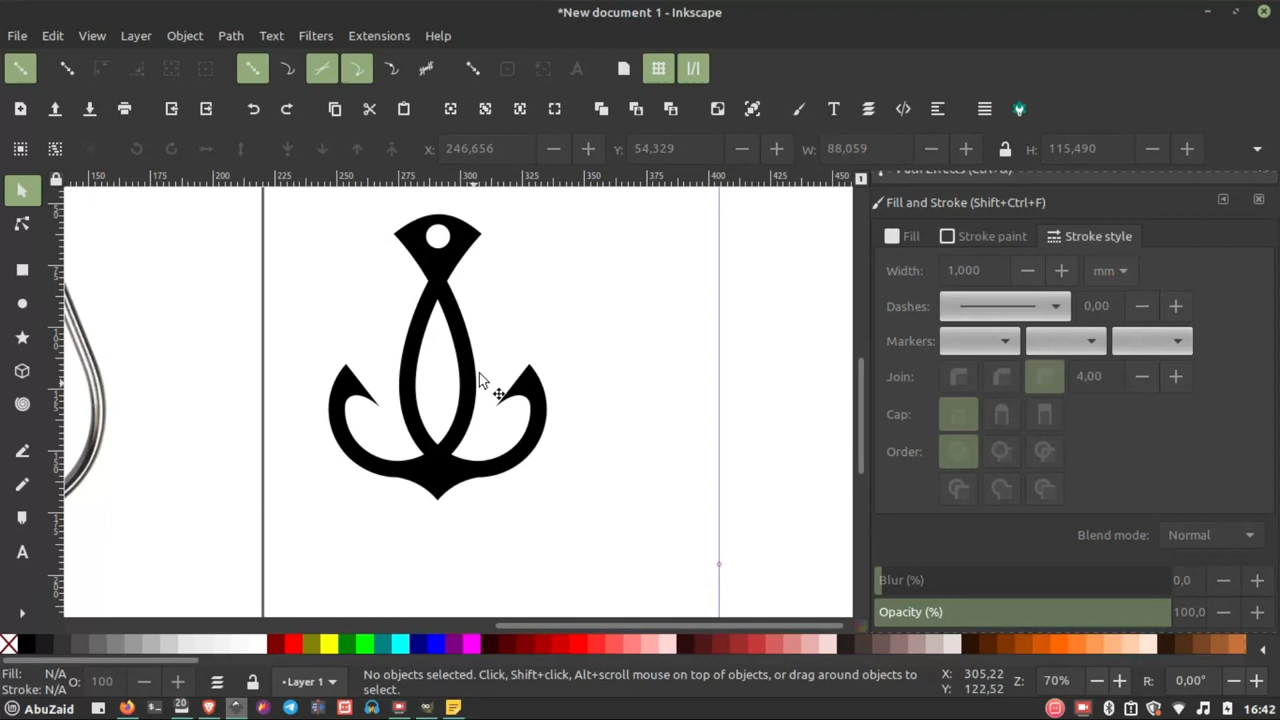 *New document 1 - Inkscape
File Edit View Layer Object Path Text Filters Extensions Help
X: 246,656 Y: 54,329 W: 88,059 H: 115,490
150 175 200 225 250 275 300 325 350 375 400 425 450
1
Fill and Stroke (Shift+Ctrl+F)
Fill Stroke paint Stroke style
Width: 1,000 mm
Dashes: 0,00
Markers:
Join: 4,00
Cap:
Order:
Blend mode: Normal
Blur (%) 0,0
Opacity (%) 100,0
Fill: N/A
Stroke: N/A
O: 100
Layer 1
No objects selected. Click, Shift+click, Alt+scroll mouse on top of objects, or drag around objects to select.
X: 305,22
Y: 122,52
Z: 70% R: 0,00°
AbuZaid 20 16:42